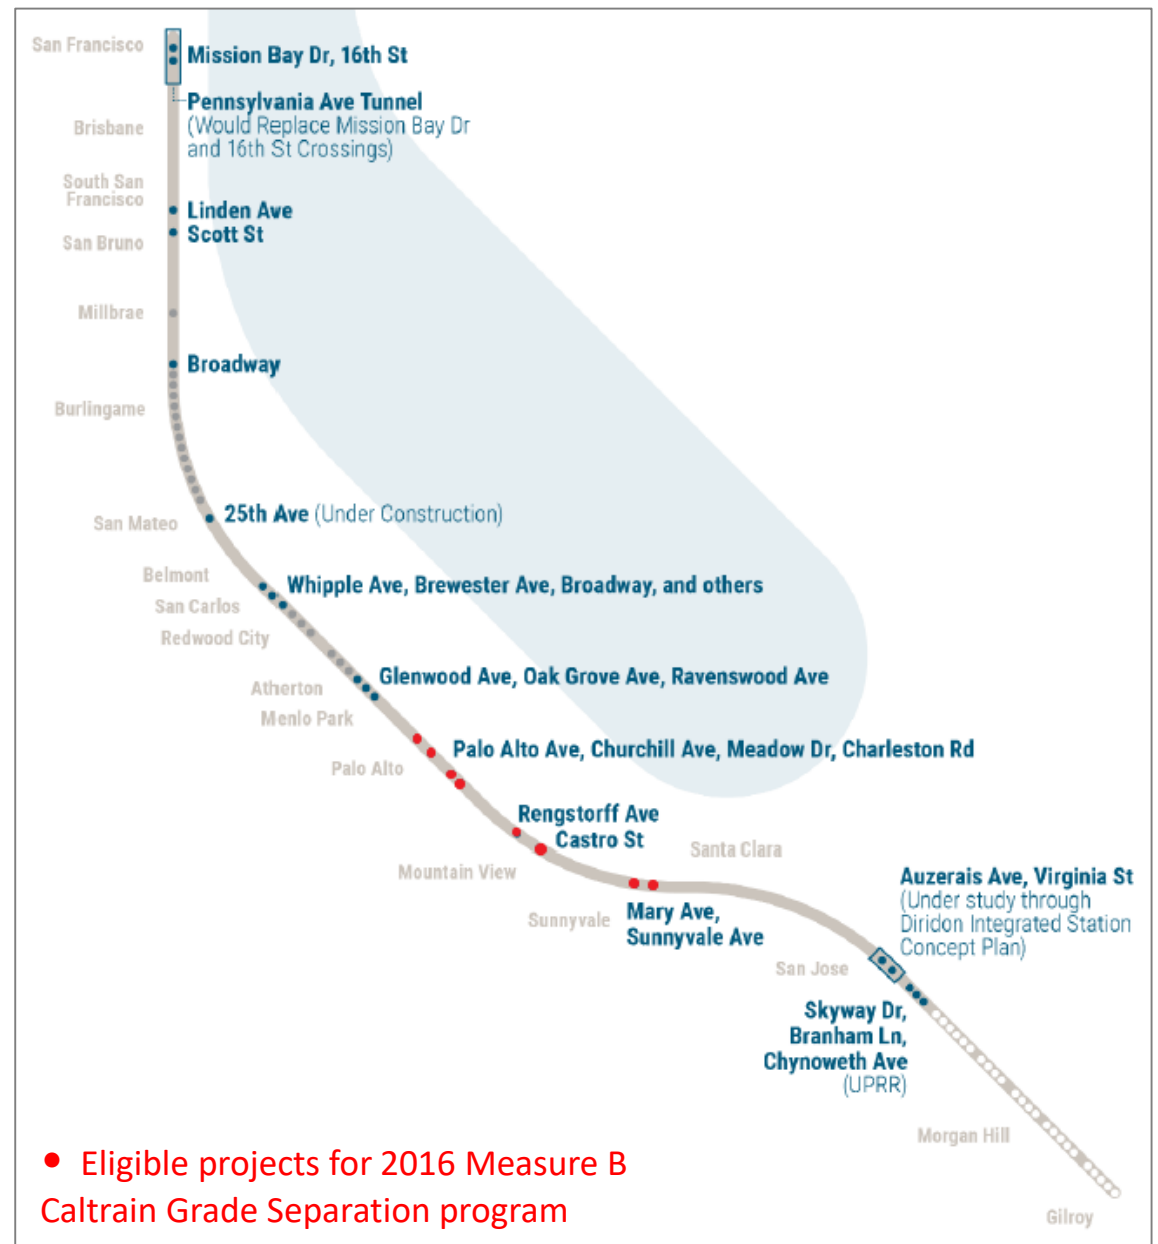 San Francisco
Mission Bay Dr, 16th St
Pennsylvania Ave Tunnel
(Would Replace Mission Bay Dr
and 16th St Crossings)
Brisbane
South San
Francisco
Linden Ave
Scott St
San Bruno
Millbrae
Broadway
Burlingame
25th Ave (Under Construction)
San Mateo
Belmont
Whipple Ave, Brewester Ave, Broadway, and others
San Carlos
Redwood City
Glenwood Ave, Oak Grove Ave, Ravenswood Ave
Atherton
Menlo Park
Palo Alto Ave, Churchill Ave, Meadow Dr, Charleston Rd
Palo Alto
Rengstorff Ave
Castro St
Santa Clara
Mountain View
Auzerais Ave, Virginia St
(Under study through
Diridon Integrated Station
Concept Plan)
Mary Ave,
Sunnyvale Ave
Sunnyvale
San Jose
Skyway Dr,
Branham Ln,
Chynoweth Ave
(UPRR)
Morgan Hill
• Eligible projects for 2016 Measure B
Caltrain Grade Separation program
Gilroy